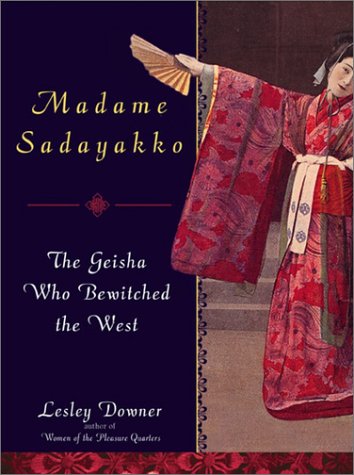 Madame
Sadayakko
The Geisha
Who Bewitched
the West
Lesley Downer
author of
Women of the Pleasure Quarters